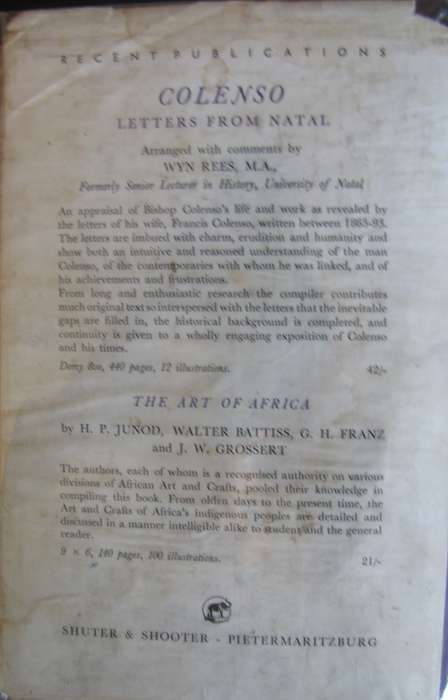 RECENT PUBLICATIONS
COLENSO
LETTERS FROM NATAL
Arranged with comments by
WYN REES, M.A.,
Formerly Senior Lecturer in History, University of Natal
An appraisal of Bishop Colenso's life and work as revealed by
the letters of his wife, Francis Colenso, written between 1865-93.
The letters are imbued with charm, erudition and humanity and
show both an intuitive and reasoned understanding of the man
Colenso, of the contemporaries with whom he was linked, and of
his achievements and frustrations.
From long and enthusiastic research the compiler contributes
much original text so interspersed with the letters that the inevitable
gaps are filled in, the historical background is completed, and
continuity is given to a wholly engaging exposition of Colenso
and his times.
Demy 8vo, 440 pages, 12 illustrations. 42/-
THE ART OF AFRICA
by H. P. JUNOD, WALTER BATTISS, G. H. FRANZ
and J. W. GROSSERT
The authors, each of whom is a recognised authority on various
divisions of African Art and Crafts, pooled their knowledge in
compiling this book. From olden days to the present time, the
Art and Crafts of Africa's indigenous peoples are detailed and
discussed in a manner intelligible alike to student and the general
reader.
9 × 6, 140 pages, 100 illustrations. 21/-
SHUTER & SHOOTER - PIETERMARITZBURG